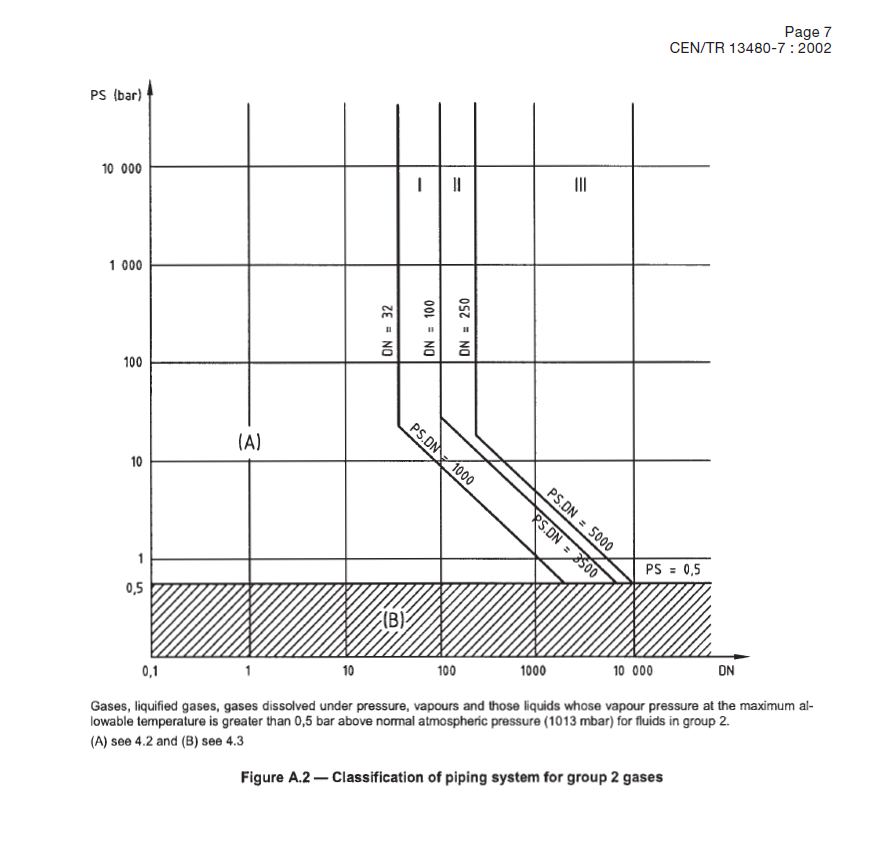 Page 7
CEN/TR 13480-7 : 2002
PS (bar)
10 000
I
II
III
1 000
DN = 32
DN = 100
DN = 250
100
(A)
PS.DN = 1000
10
PS.DN = 5000
PS.DN = 3500
1
PS = 0,5
0,5
(B)
0,1
1
10
100
1000
10 000
DN
Gases, liquified gases, gases dissolved under pressure, vapours and those liquids whose vapour pressure at the maximum al-
lowable temperature is greater than 0,5 bar above normal atmospheric pressure (1013 mbar) for fluids in group 2.
(A) see 4.2 and (B) see 4.3
Figure A.2 — Classification of piping system for group 2 gases